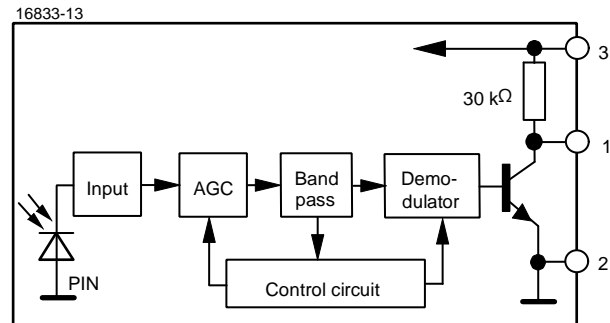 16833-13
3
30 kΩ
1
Input
AGC
Band
pass
Demo-
dulator
2
PIN
Control circuit